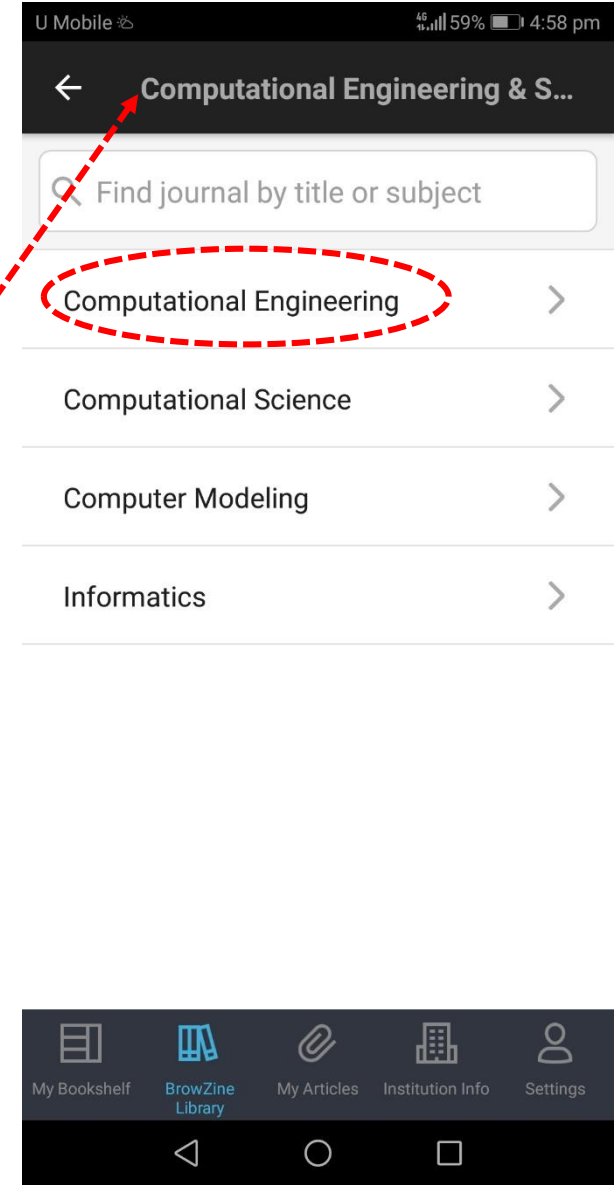 U Mobile 4G 59% 4:58 pm
Computational Engineering & S...
Find journal by title or subject
Computational Engineering
Computational Science
Computer Modeling
Informatics
My Bookshelf BrowZine Library My Articles Institution Info Settings